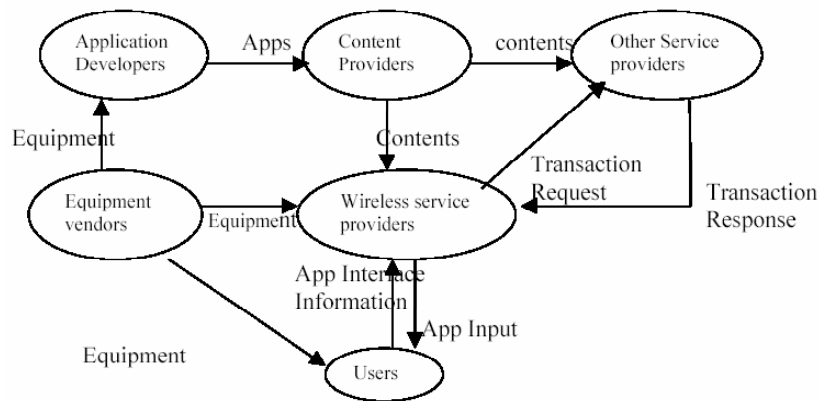 Application
Developers
Apps
Content
Providers
contents
Other Service
providers
Equipment
Contents
Transaction
Request
Transaction
Response
Equipment
vendors
Equipment
Wireless service
providers
App Interface
Information
App Input
Equipment
Users